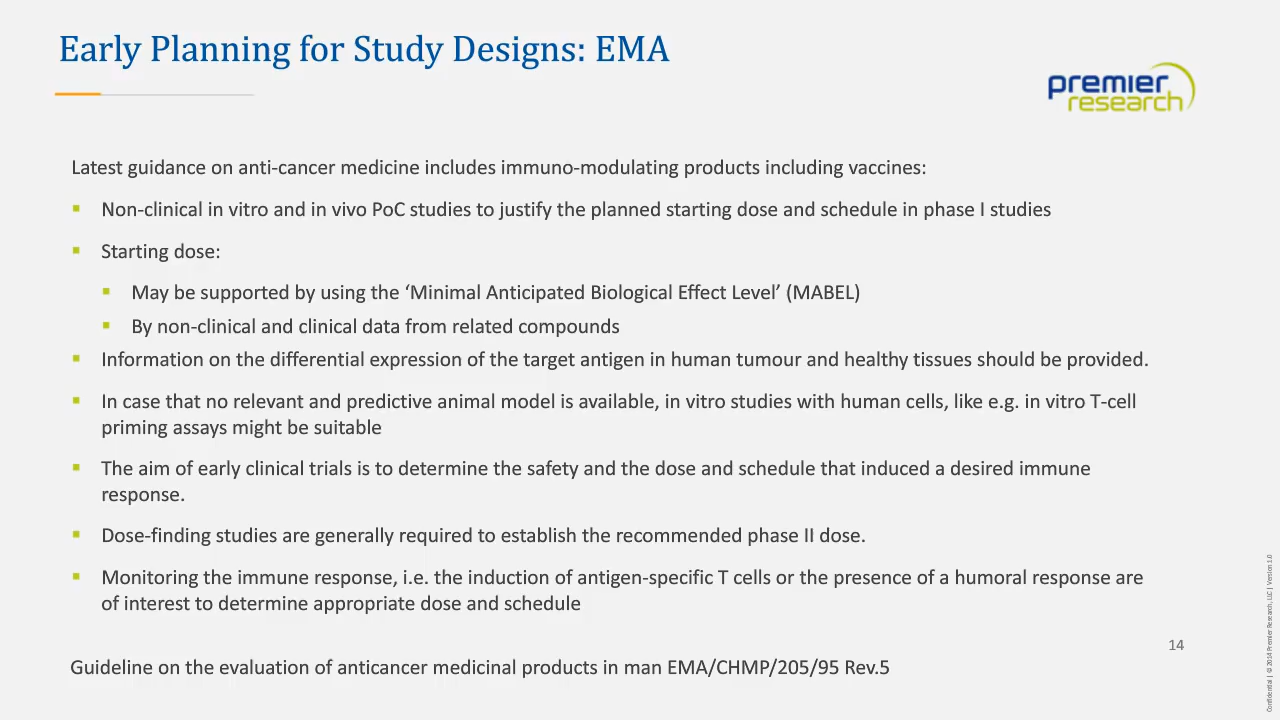 Early Planning for Study Designs: EMA
premier
research
Latest guidance on anti-cancer medicine includes immuno-modulating products including vaccines:
Non-clinical in vitro and in vivo PoC studies to justify the planned starting dose and schedule in phase I studies
Starting dose:
May be supported by using the ‘Minimal Anticipated Biological Effect Level’ (MABEL)
By non-clinical and clinical data from related compounds
Information on the differential expression of the target antigen in human tumour and healthy tissues should be provided.
In case that no relevant and predictive animal model is available, in vitro studies with human cells, like e.g. in vitro T-cell
priming assays might be suitable
The aim of early clinical trials is to determine the safety and the dose and schedule that induced a desired immune
response.
Dose-finding studies are generally required to establish the recommended phase II dose.
Monitoring the immune response, i.e. the induction of antigen-specific T cells or the presence of a humoral response are
of interest to determine appropriate dose and schedule
Guideline on the evaluation of anticancer medicinal products in man EMA/CHMP/205/95 Rev.5
14
Confidential | © 2014 Premier Research, LLC | Version 1.0